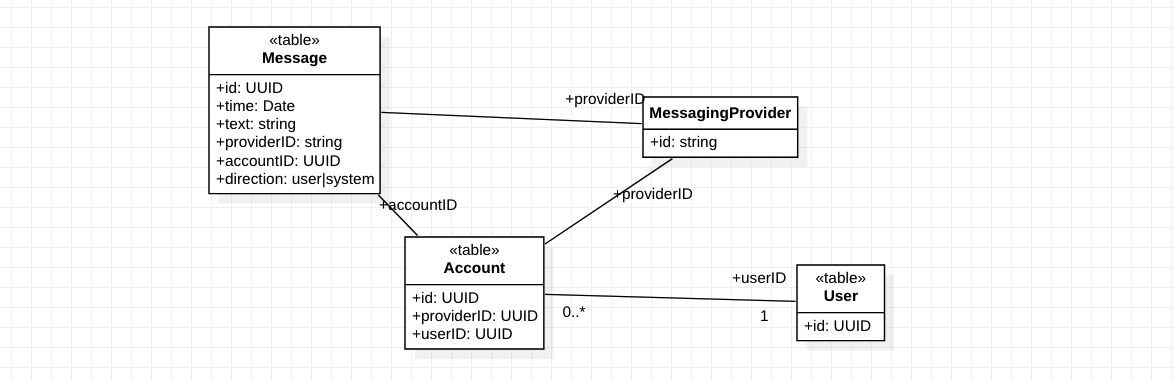 «table»
Message
+id: UUID
+time: Date
+text: string
+providerID: string
+accountID: UUID
+direction: user|system
+providerID
MessagingProvider
+id: string
+providerID
+accountID
«table»
Account
+id: UUID
+providerID: UUID
+userID: UUID
0..*
+userID
1
«table»
User
+id: UUID